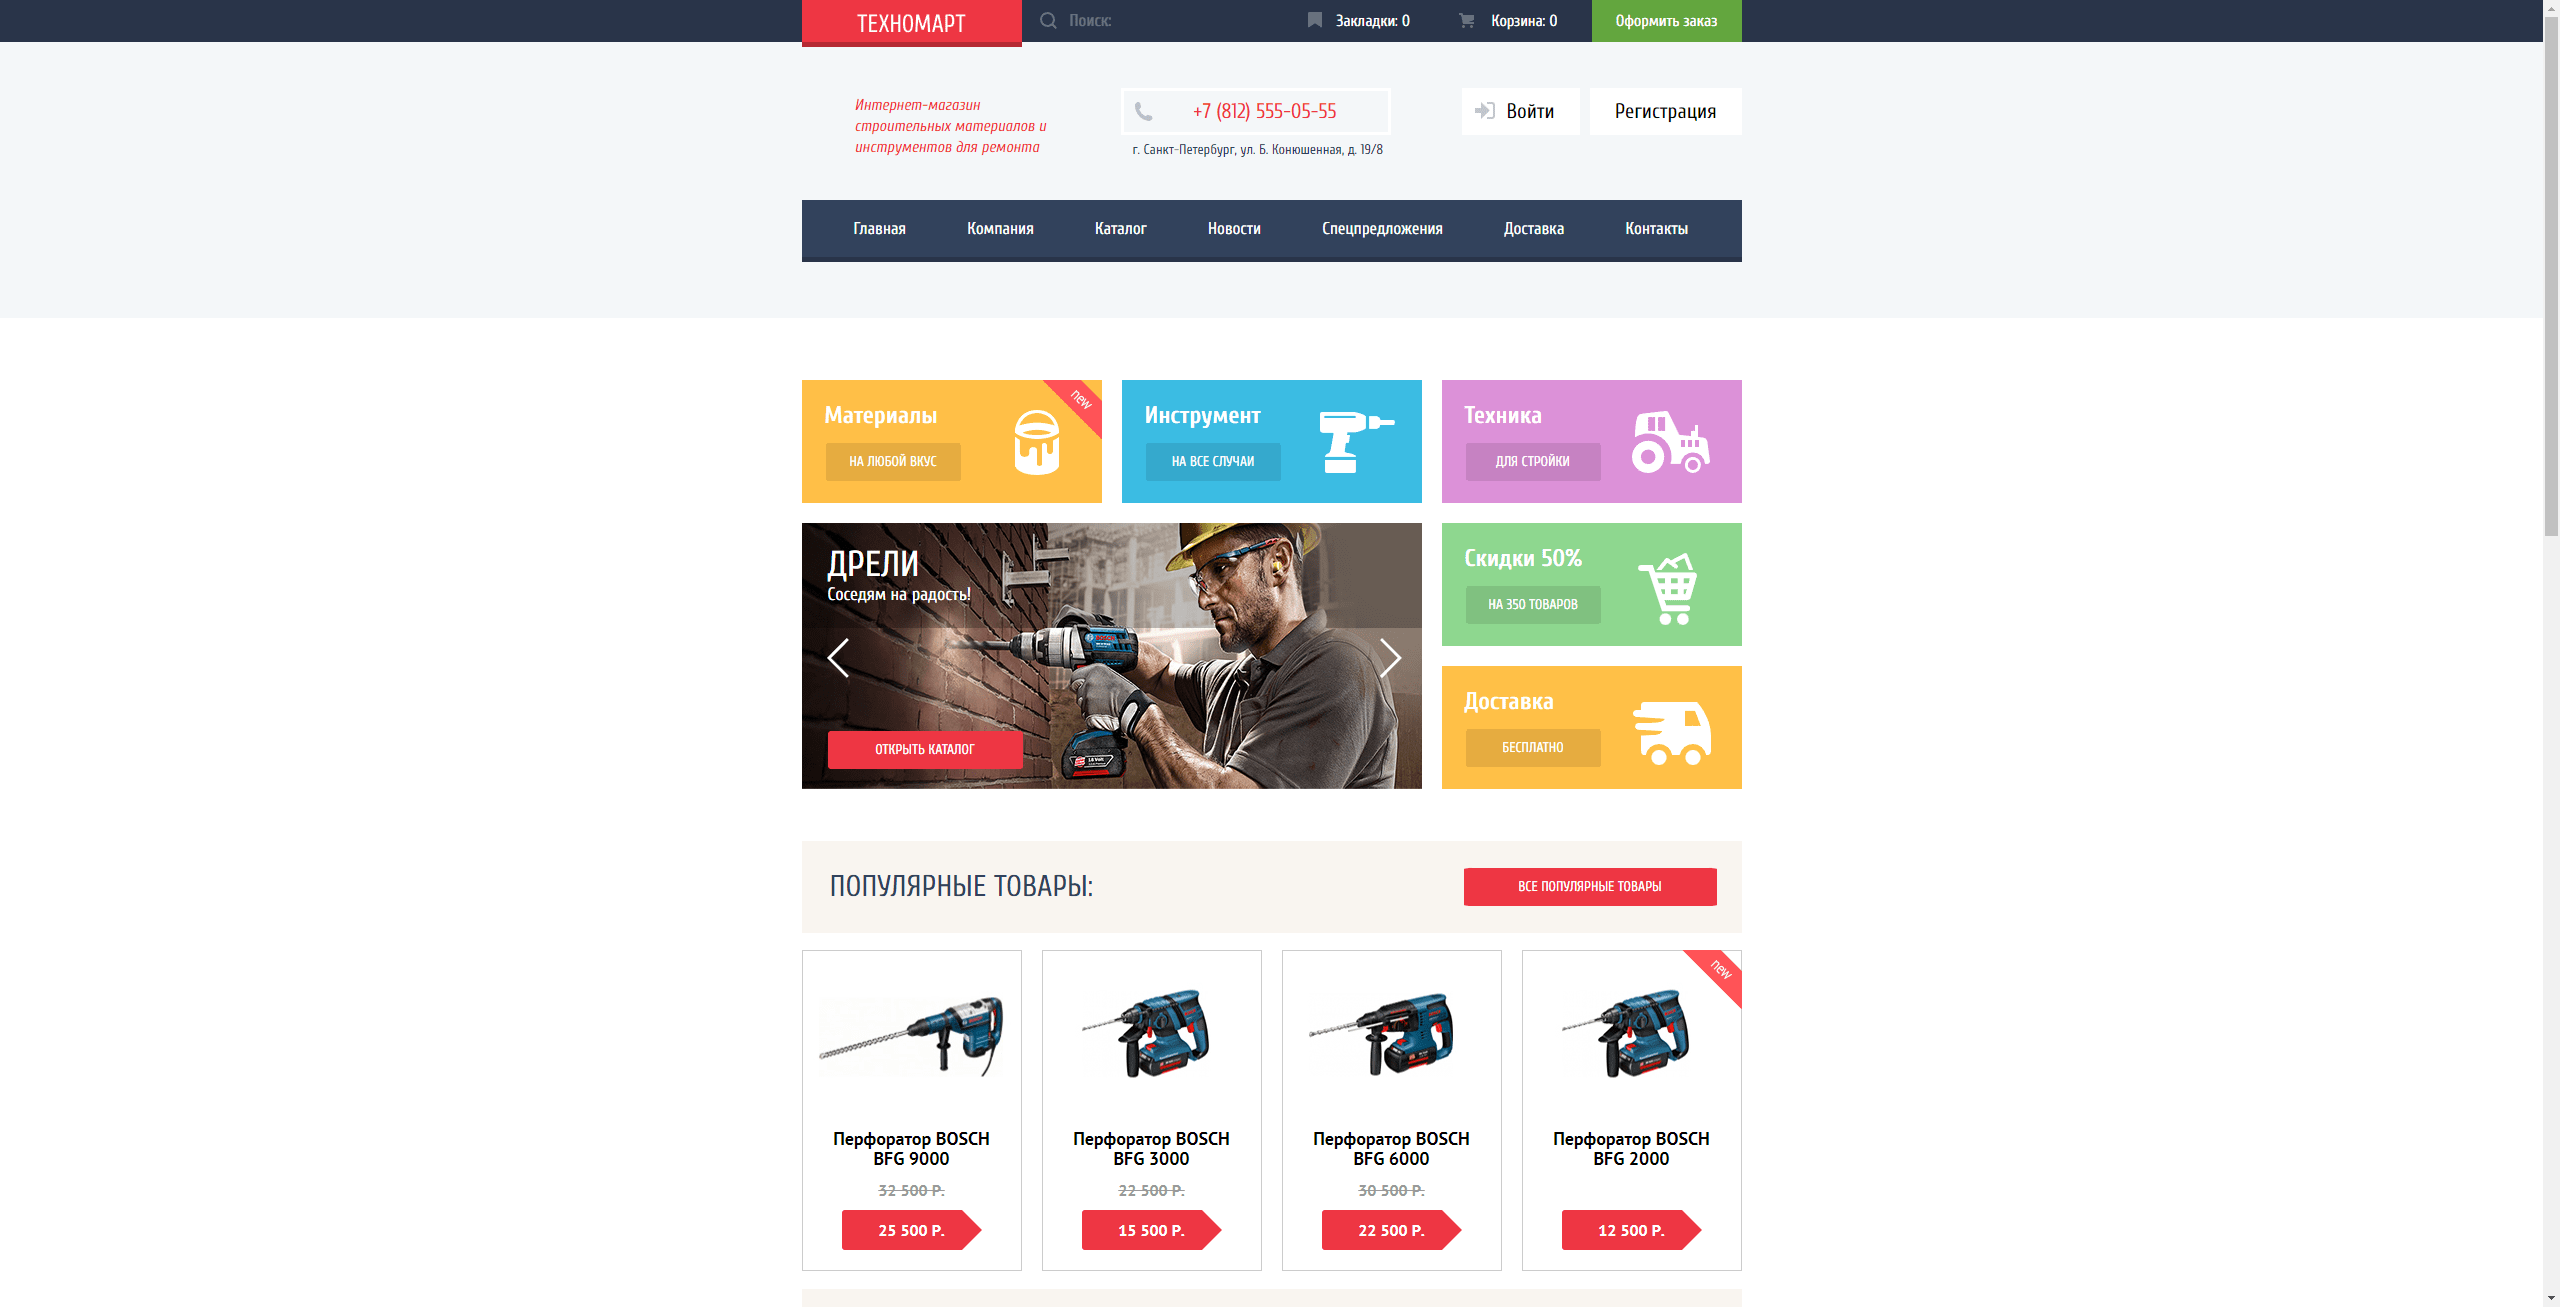 ТЕХНОМАРТ
Поиск:
Закладки: 0
Корзина: 0
Оформить заказ
Интернет-магазин
строительных материалов и
инструментов для ремонта
+7 (812) 555-05-55
г. Санкт-Петербург, ул. Б. Конюшенная, д. 19/8
Войти
Регистрация
Главная
Компания
Каталог
Новости
Спецпредложения
Доставка
Контакты
Материалы
НА ЛЮБОЙ ВКУС
new
Инструмент
НА ВСЕ СЛУЧАИ
Техника
ДЛЯ СТРОЙКИ
ДРЕЛИ
Соседям на радость!
BOSCH
18 Volt
ОТКРЫТЬ КАТАЛОГ
Скидки 50%
НА 350 ТОВАРОВ
Доставка
БЕСПЛАТНО
ПОПУЛЯРНЫЕ ТОВАРЫ:
ВСЕ ПОПУЛЯРНЫЕ ТОВАРЫ
Перфоратор BOSCH
BFG 9000
32 500 Р.
25 500 Р.
Перфоратор BOSCH
BFG 3000
22 500 Р.
15 500 Р.
Перфоратор BOSCH
BFG 6000
30 500 Р.
22 500 Р.
new
Перфоратор BOSCH
BFG 2000
12 500 Р.